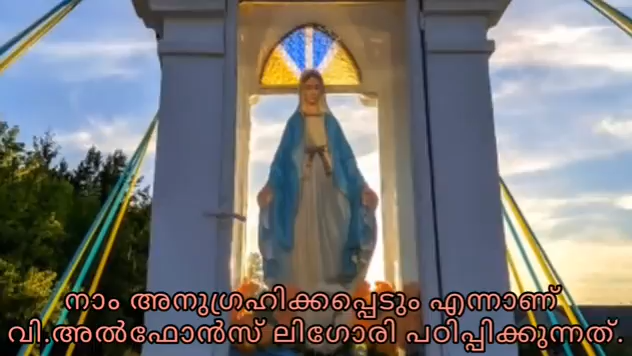 നാം അനുഗ്രഹിക്കപ്പെടും എന്നാണ്
വി.അൽഫോൻസ് ലിഗോരി പഠിപ്പിക്കുന്നത്.